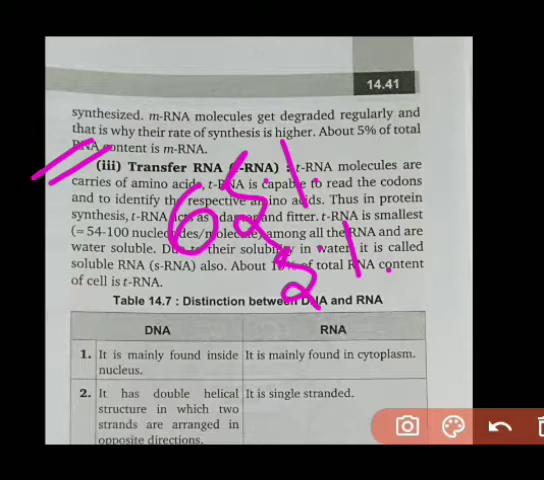 14.41
synthesized. m-RNA molecules get degraded regularly and
that is why their rate of synthesis is higher. About 5% of total
RNA content is m-RNA.
(iii) Transfer RNA (t-RNA) : t-RNA molecules are
carries of amino acids, t-RNA is capable to read the codons
and to identify the respective amino acids. Thus in protein
synthesis, t-RNA acts as and fitter. t-RNA is smallest
(= 54-100 nucleotides/molecule) among all the RNA and are
water soluble. Due to their solubility in water, it is called
soluble RNA (s-RNA) also. About of total RNA content
of cell is t-RNA.
Table 14.7 : Distinction between DNA and RNA
DNA RNA
1. It is mainly found inside It is mainly found in cytoplasm.
nucleus.
2. It has double helical It is single stranded.
structure in which two
strands are arranged in
opposite directions.